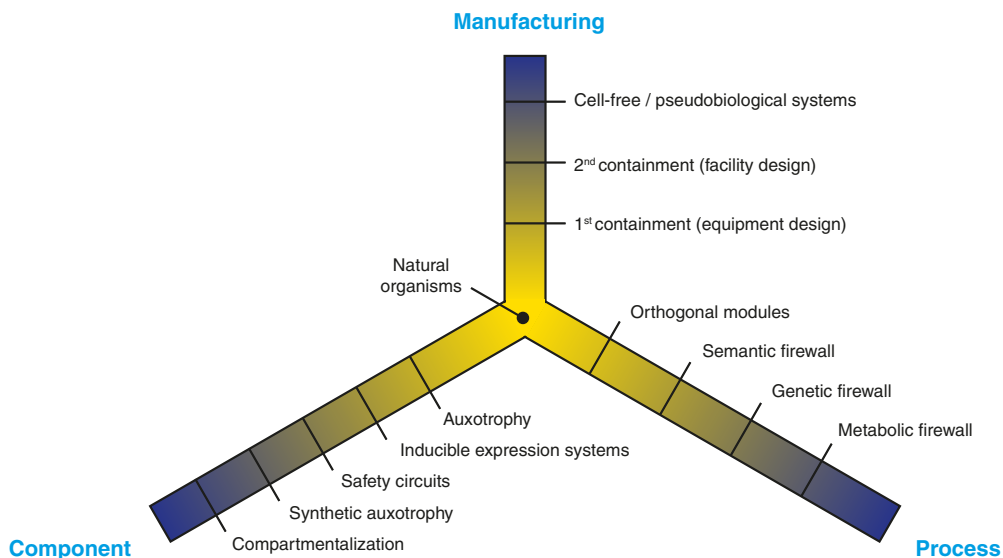 Manufacturing
Cell-free / pseudobiological systems
2nd containment (facility design)
1st containment (equipment design)
Natural
organisms
Orthogonal modules
Semantic firewall
Genetic firewall
Metabolic firewall
Auxotrophy
Inducible expression systems
Safety circuits
Synthetic auxotrophy
Compartmentalization
Component
Process